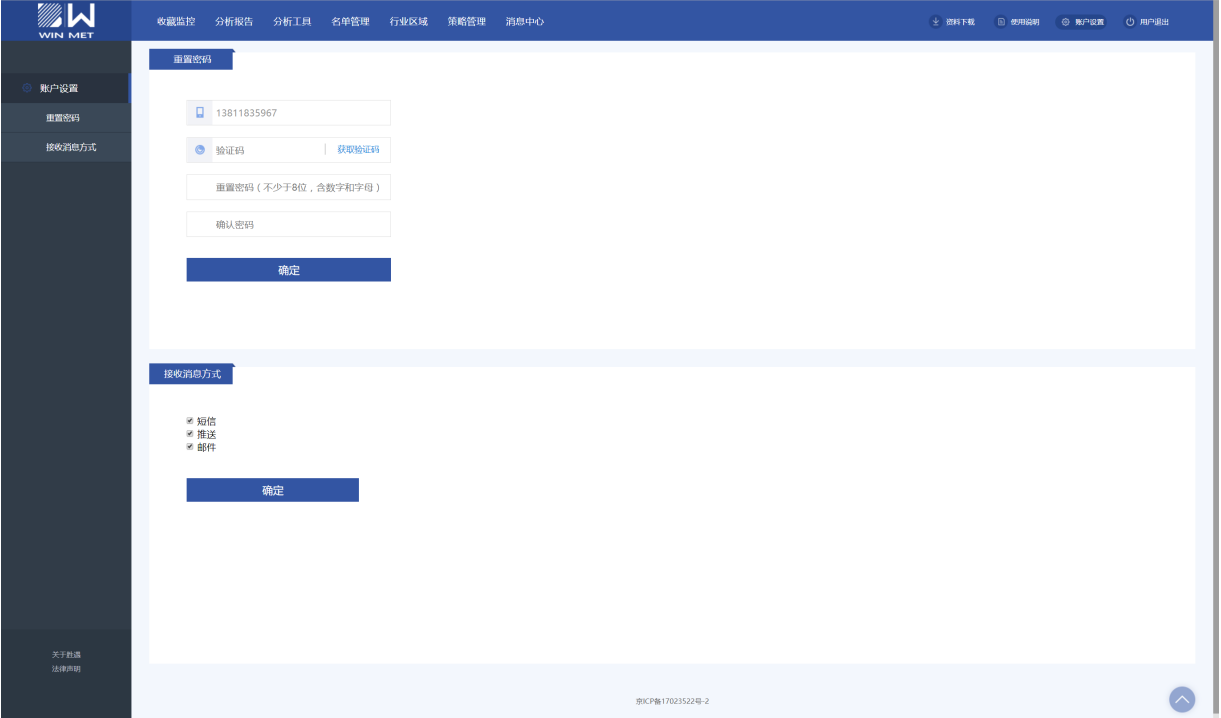 WIN MET
收藏监控 分析报告 分析工具 名单管理 行业区域 策略管理 消息中心 资料下载 使用说明 账户设置 用户退出
账户设置
重置密码
接收消息方式
重置密码
13811835967
验证码 获取验证码
重置密码 ( 不少于8位 , 含数字和字母 )
确认密码
确定
接收消息方式
短信
推送
邮件
确定
关于胜遇
法律声明
京ICP备17023522号-2